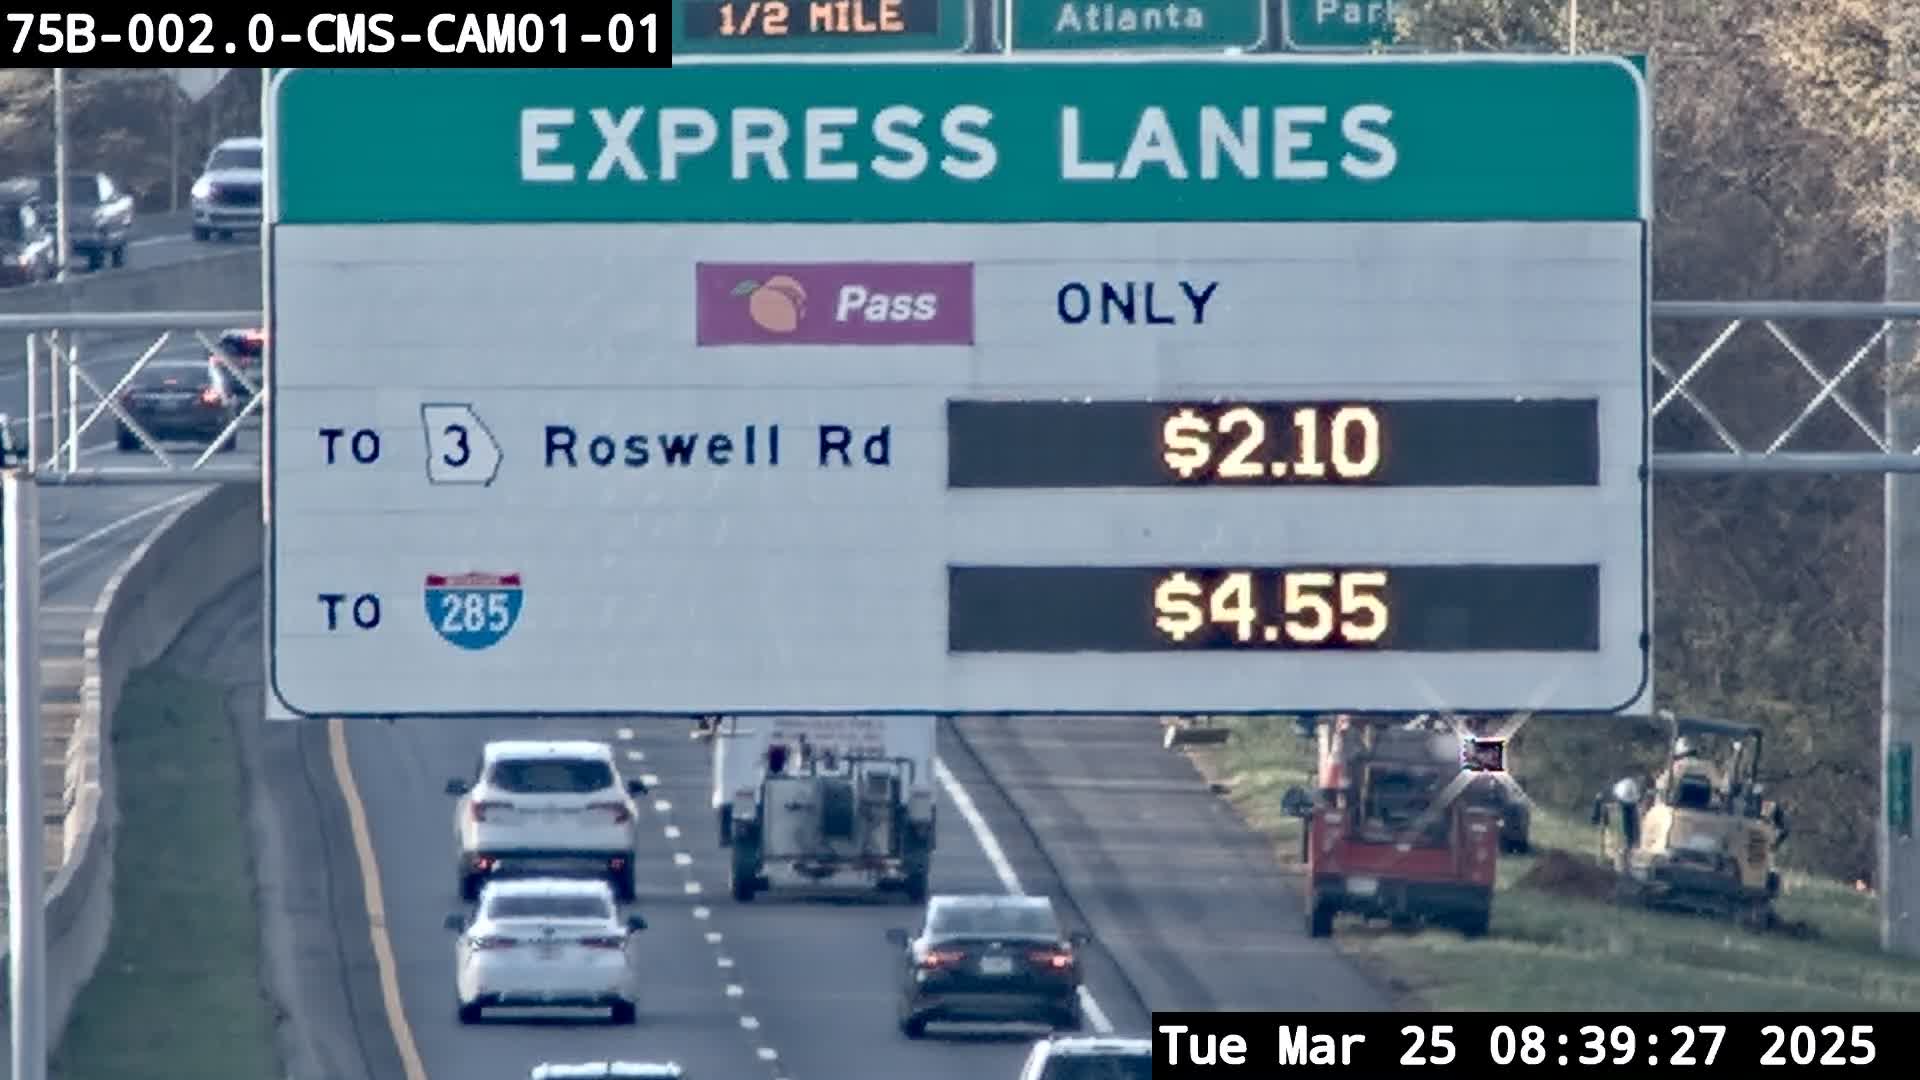 75B-002.0-CMS-CAM01-01
1/2 MILE
Atlanta
EXPRESS LANES
Pass ONLY
TO 3 Roswell Rd $2.10
TO 285 $4.55
Tue Mar 25 08:39:27 2025